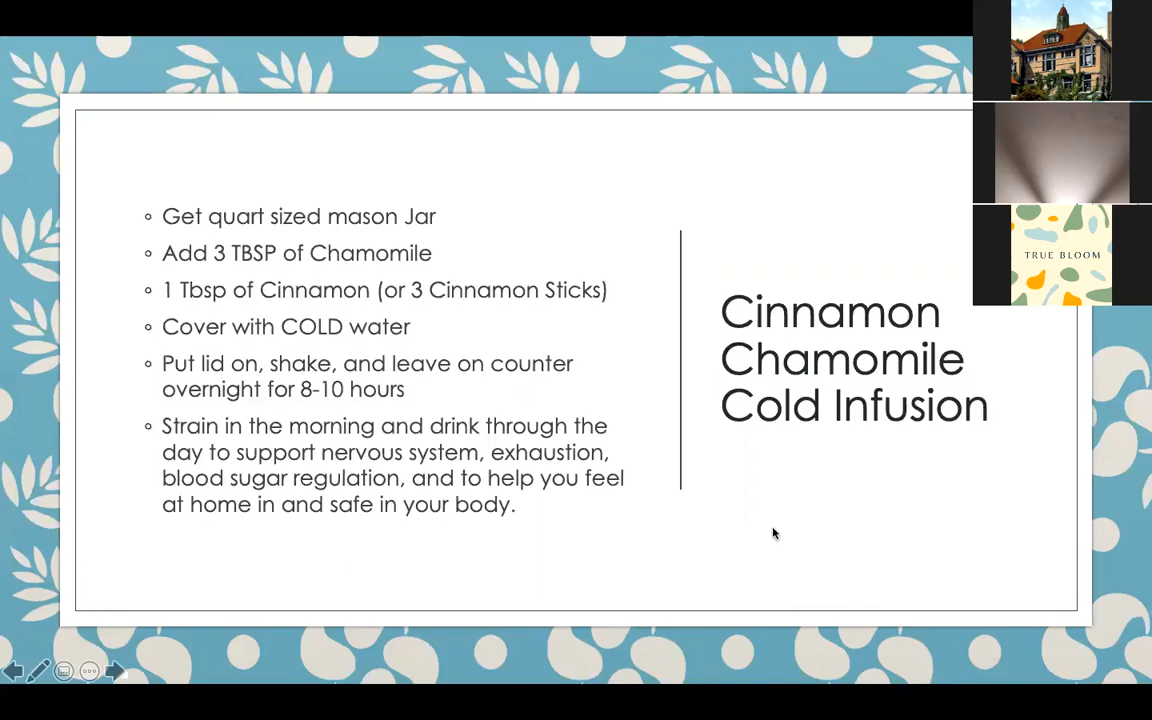 Get quart sized mason Jar
Add 3 TBSP of Chamomile
1 Tbsp of Cinnamon (or 3 Cinnamon Sticks)
Cover with COLD water
Put lid on, shake, and leave on counter
overnight for 8-10 hours
Strain in the morning and drink through the
day to support nervous system, exhaustion,
blood sugar regulation, and to help you feel
at home in and safe in your body.
Cinnamon
Chamomile
Cold Infusion
TRUE BLOOM